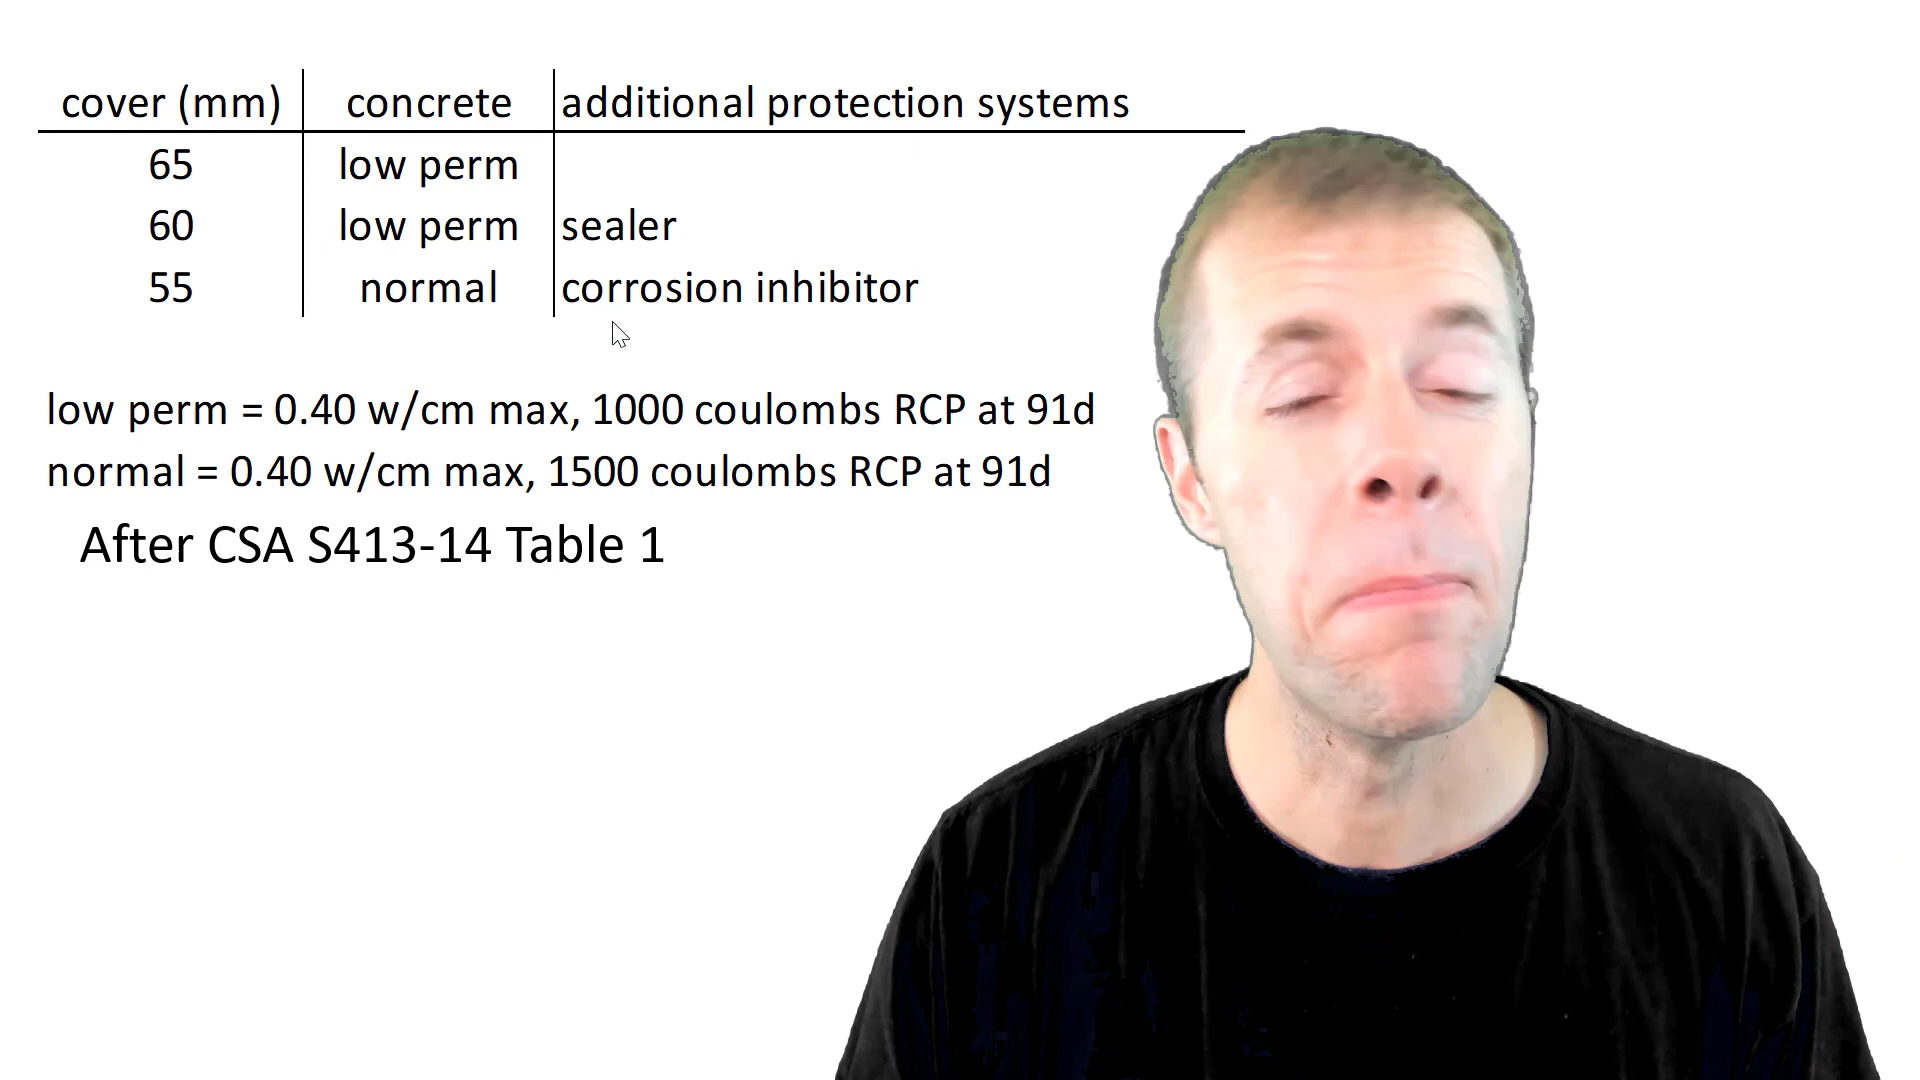 cover (mm) concrete additional protection systems
65 low perm
60 low perm sealer
55 normal corrosion inhibitor
low perm = 0.40 w/cm max, 1000 coulombs RCP at 91d
normal = 0.40 w/cm max, 1500 coulombs RCP at 91d
After CSA S413-14 Table 1